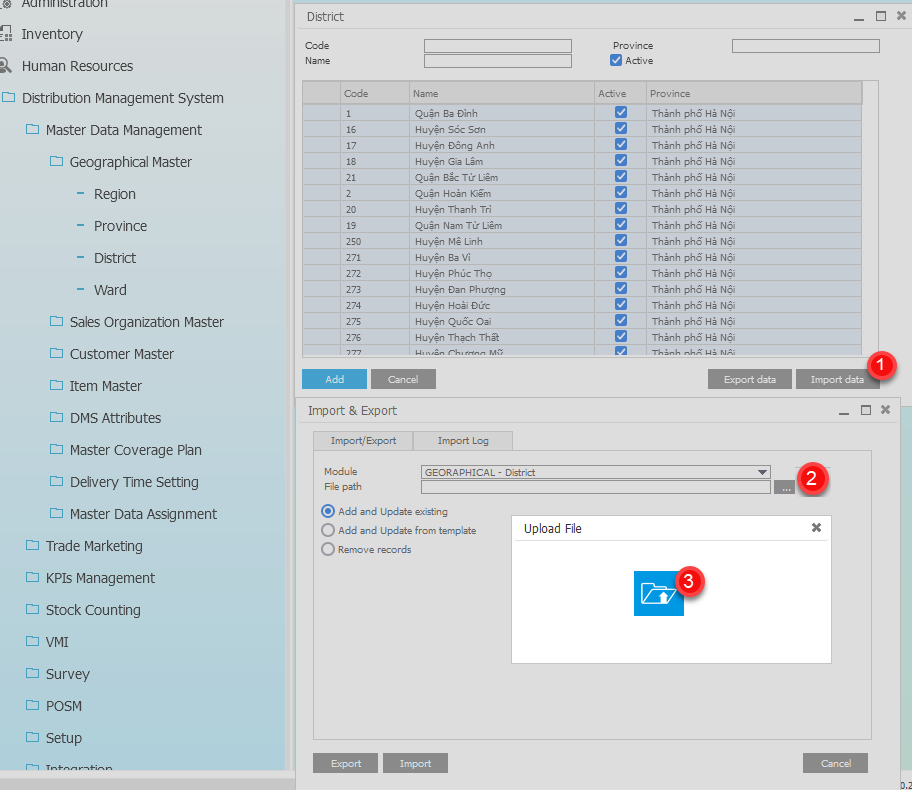 Administration
Inventory
Human Resources
Distribution Management System
Master Data Management
Geographical Master
Region
Province
District
Ward
Sales Organization Master
Customer Master
Item Master
DMS Attributes
Master Coverage Plan
Delivery Time Setting
Master Data Assignment
Trade Marketing
KPIs Management
Stock Counting
VMI
Survey
POSM
Setup
Integration
District
Code Province
Name Active
Code Name Active Province
1 Quận Ba Đình Thành phố Hà Nội
16 Huyện Sóc Sơn Thành phố Hà Nội
17 Huyện Đông Anh Thành phố Hà Nội
18 Huyện Gia Lâm Thành phố Hà Nội
21 Quận Bắc Từ Liêm Thành phố Hà Nội
2 Quận Hoàn Kiếm Thành phố Hà Nội
20 Huyện Thanh Trì Thành phố Hà Nội
19 Quận Nam Từ Liêm Thành phố Hà Nội
250 Huyện Mê Linh Thành phố Hà Nội
271 Huyện Ba Vì Thành phố Hà Nội
272 Huyện Phúc Thọ Thành phố Hà Nội
273 Huyện Đan Phượng Thành phố Hà Nội
274 Huyện Hoài Đức Thành phố Hà Nội
275 Huyện Quốc Oai Thành phố Hà Nội
276 Huyện Thạch Thất Thành phố Hà Nội
277 Huyện Chương Mỹ Thành phố Hà Nội
Add Cancel Export data Import data 1
Import & Export
Import/Export Import Log
Module GEORAPHICAL - District
File path ... 2
Add and Update existing
Add and Update from template
Remove records
Upload File
3
Export Import Cancel
0.2